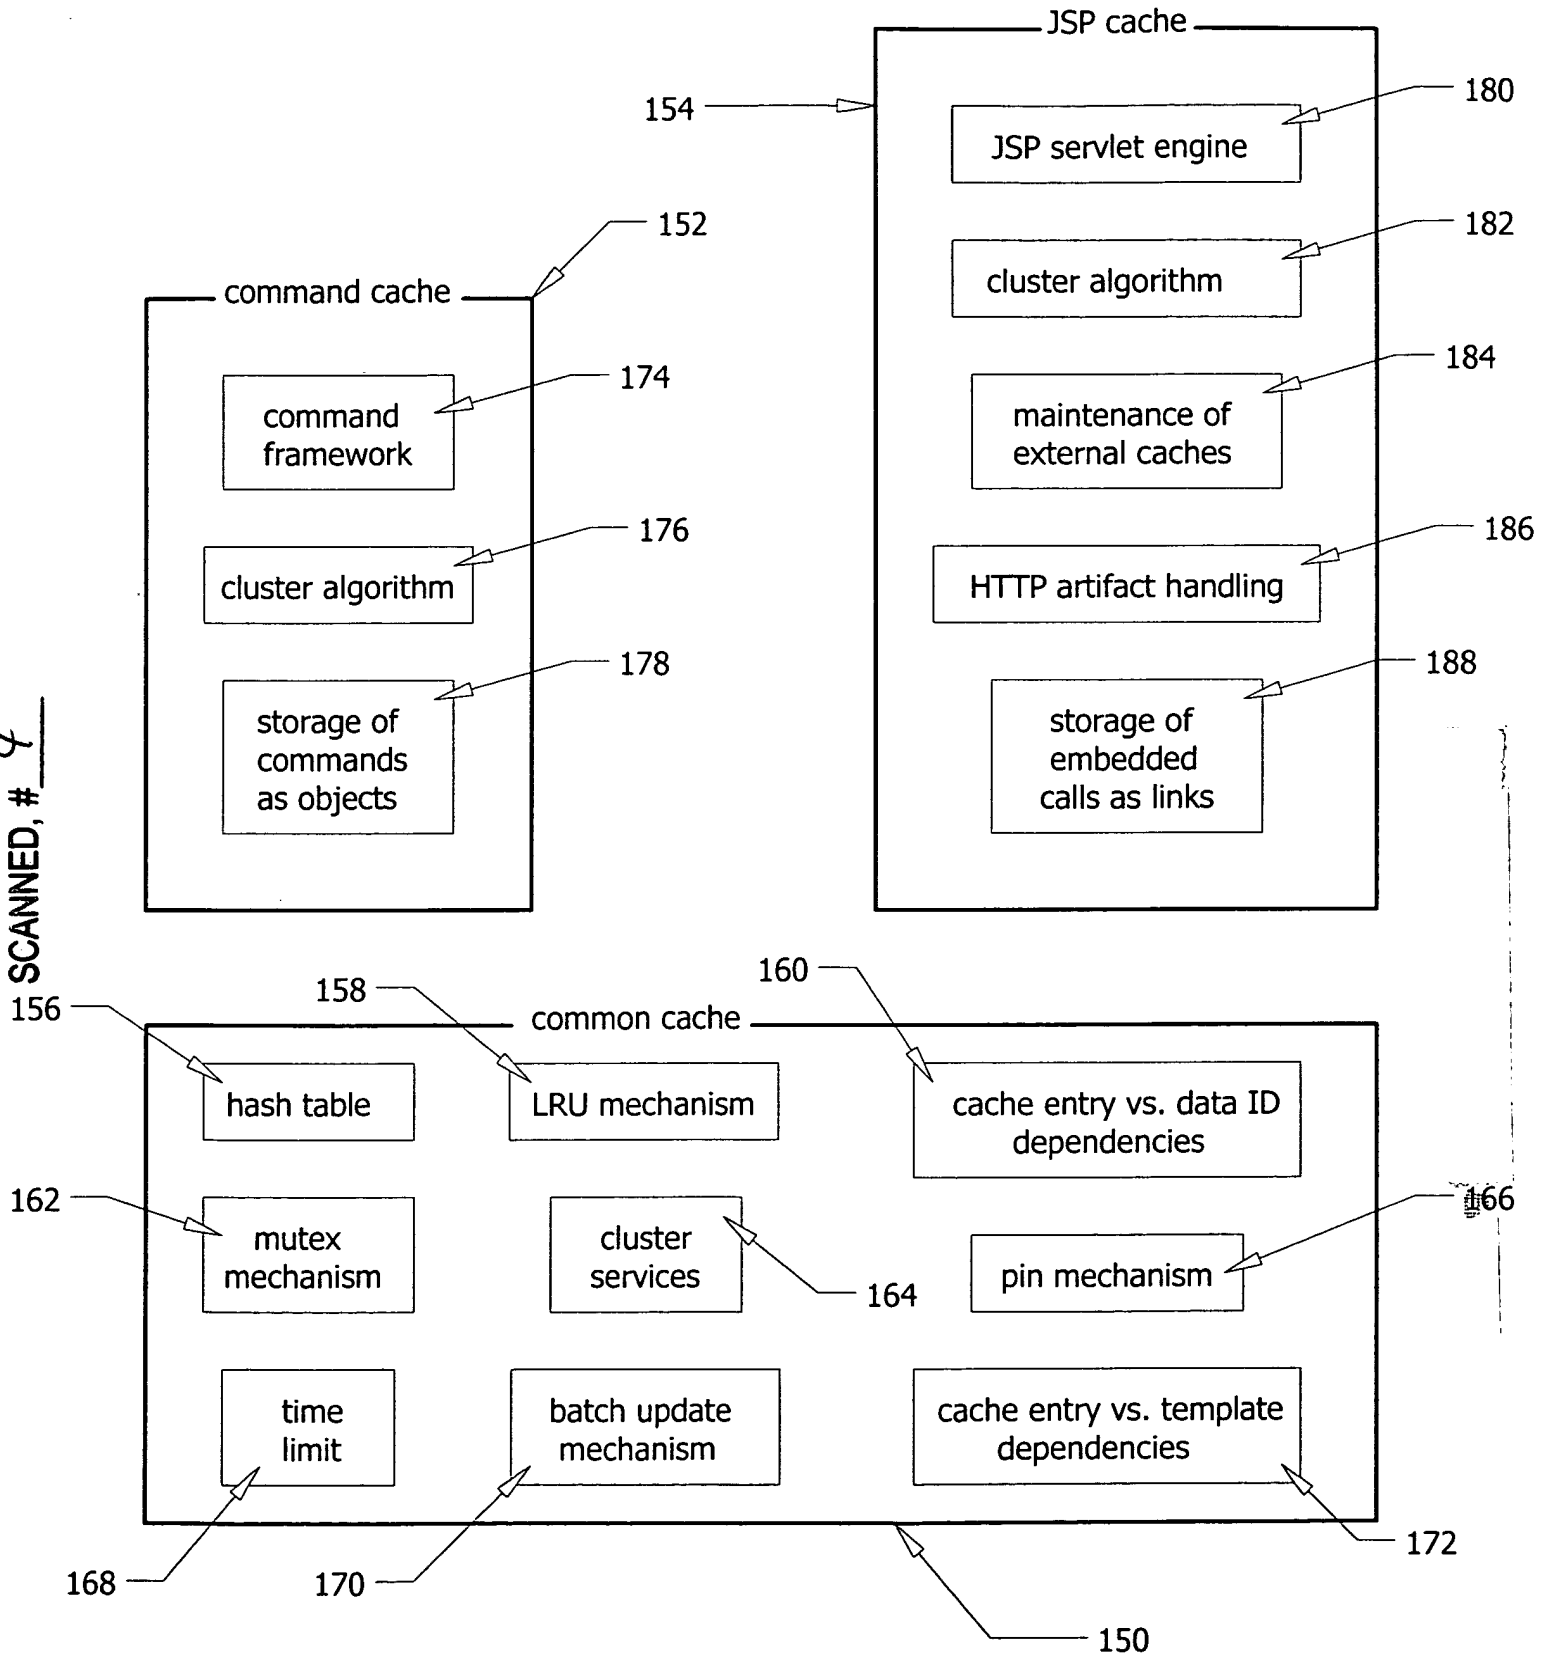 JSP cache
154
180
JSP servlet engine
182
cluster algorithm
184
maintenance of
external caches
186
HTTP artifact handling
188
storage of
embedded
calls as links
152
command cache
174
command
framework
176
cluster algorithm
178
storage of
commands
as objects
SCANNED, # 4
156
158
160
common cache
hash table
LRU mechanism
cache entry vs. data ID
dependencies
162
mutex
mechanism
cluster
services
164
166
pin mechanism
time
limit
batch update
mechanism
cache entry vs. template
dependencies
168
170
172
150